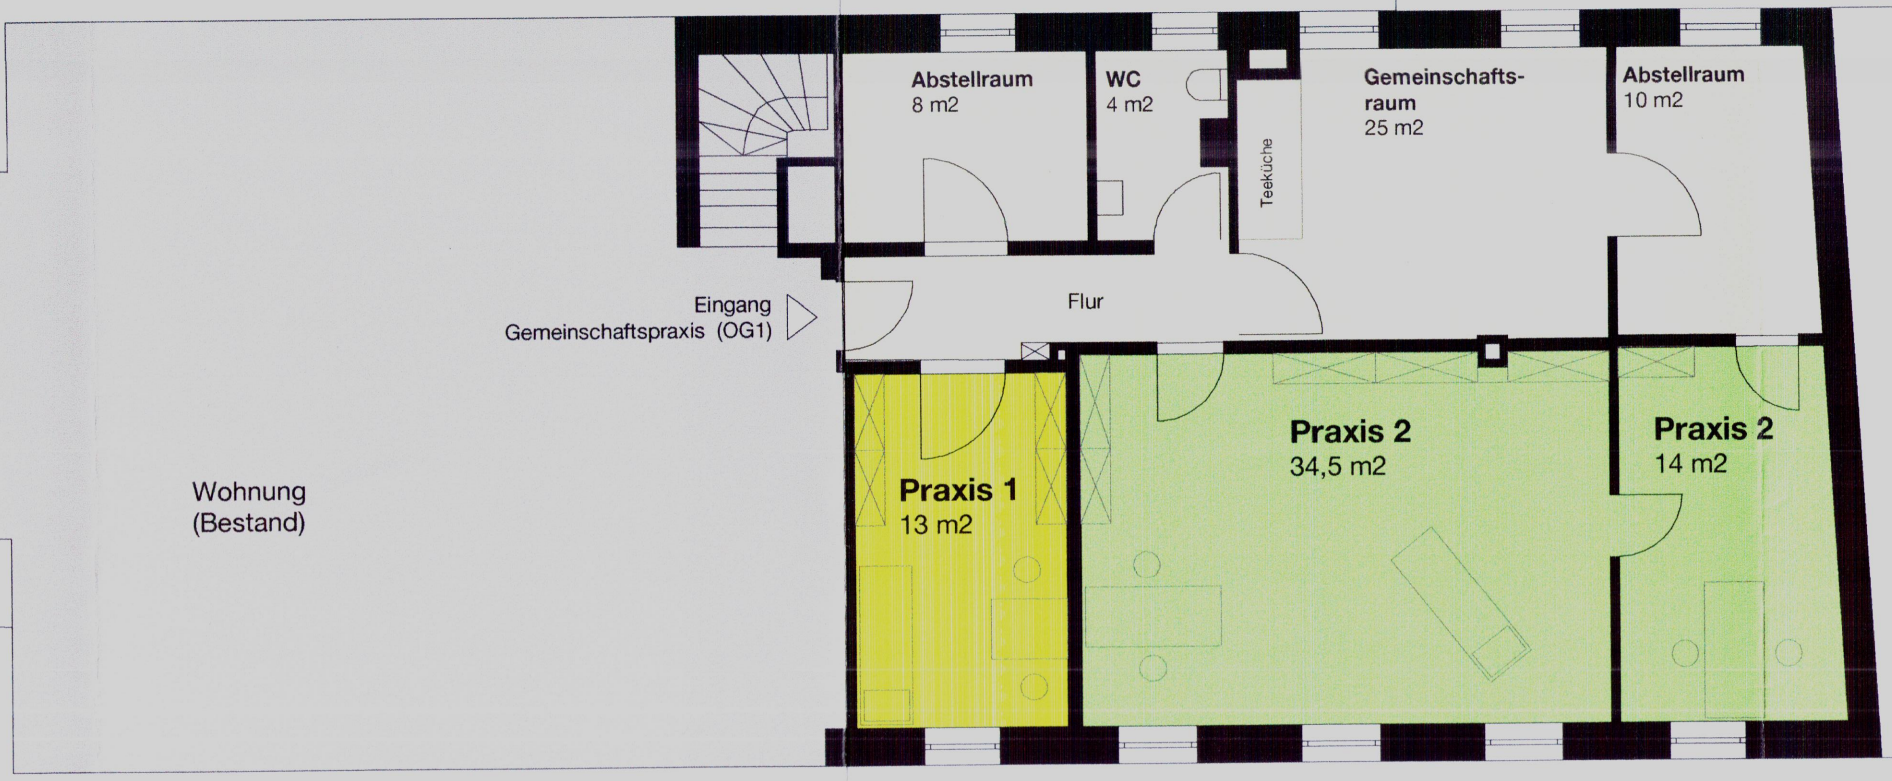 Abstellraum
8 m2
WC
4 m2
Teeküche
Gemeinschafts-
raum
25 m2
Abstellraum
10 m2
Eingang
Gemeinschaftspraxis (OG1)
Flur
Wohnung
(Bestand)
Praxis 1
13 m2
Praxis 2
34,5 m2
Praxis 2
14 m2